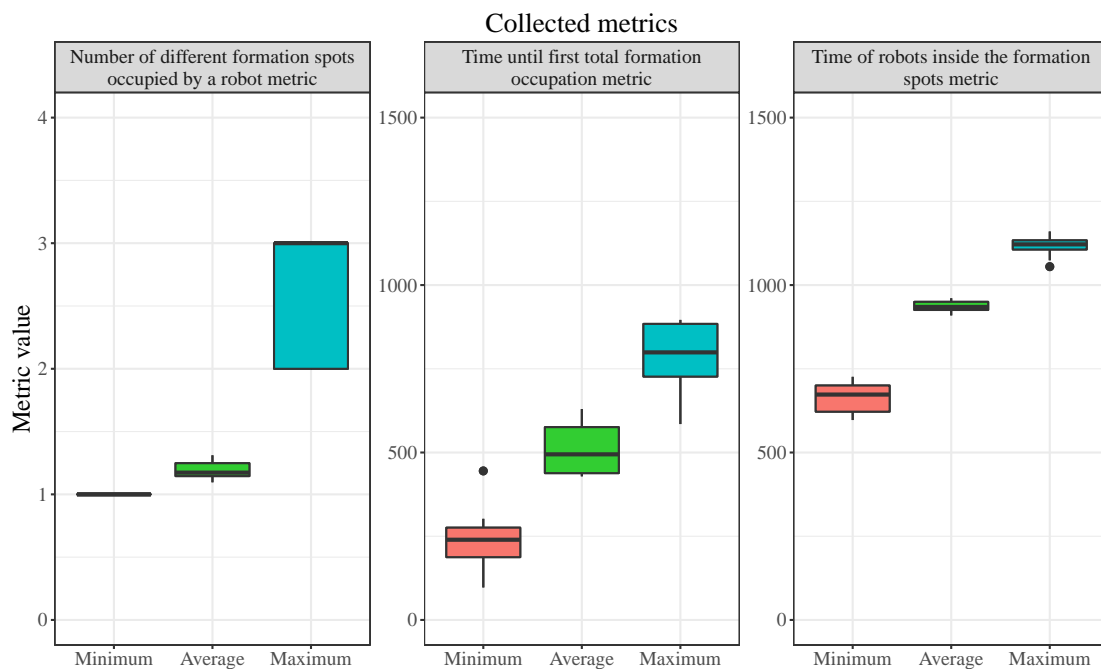 Collected metrics
Number of different formation spots
occupied by a robot metric
Time until first total formation
occupation metric
Time of robots inside the formation
spots metric
Metric value
4
3
2
1
0
1500
1000
500
0
1500
1000
500
0
Minimum Average Maximum
Minimum Average Maximum
Minimum Average Maximum